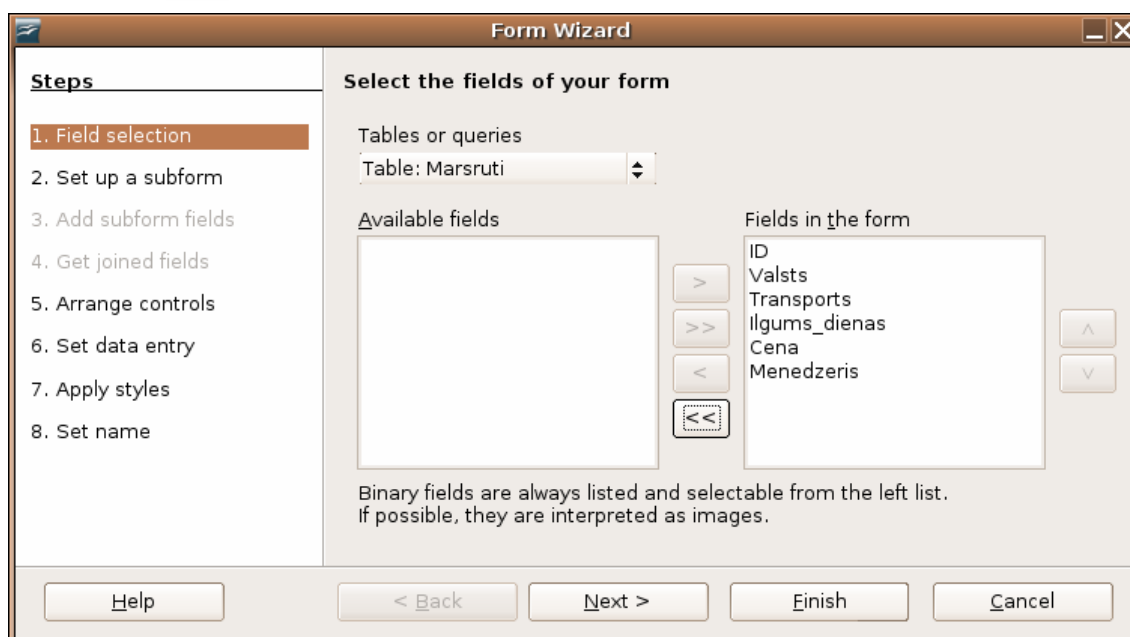 Form Wizard
Steps
1. Field selection
2. Set up a subform
3. Add subform fields
4. Get joined fields
5. Arrange controls
6. Set data entry
7. Apply styles
8. Set name
Select the fields of your form
Tables or queries
Table: Marsruti
Available fields
>
>>
<
<<
Fields in the form
ID
Valsts
Transports
Ilgums_dienas
Cena
Menedzeris
Binary fields are always listed and selectable from the left list.
If possible, they are interpreted as images.
Help
< Back
Next >
Finish
Cancel